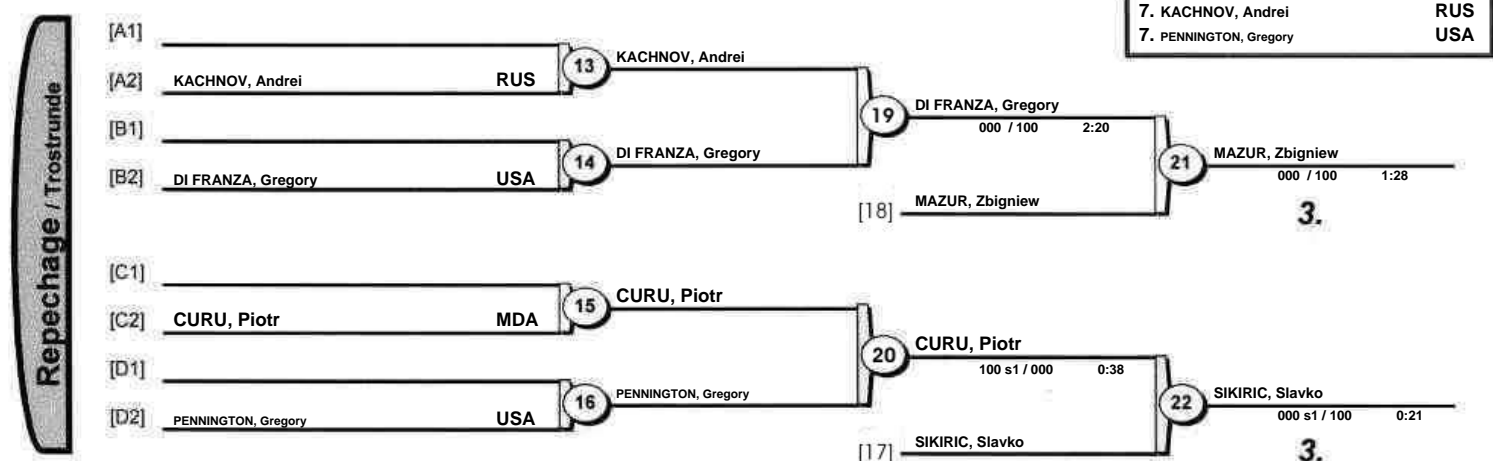 7. KACHNOV, Andrei RUS
7. PENNINGTON, Gregory USA
Repechage / Trostrunde
[A1]
[A2] KACHNOV, Andrei RUS
13 KACHNOV, Andrei
[B1]
[B2] DI FRANZA, Gregory USA
14 DI FRANZA, Gregory
19 DI FRANZA, Gregory
000 / 100 2:20
[18] MAZUR, Zbigniew
21 MAZUR, Zbigniew
000 / 100 1:28
3.
[C1]
[C2] CURU, Piotr MDA
15 CURU, Piotr
[D1]
[D2] PENNINGTON, Gregory USA
16 PENNINGTON, Gregory
20 CURU, Piotr
100 s1 / 000 0:38
[17] SIKIRIC, Slavko
22 SIKIRIC, Slavko
000 s1 / 100 0:21
3.